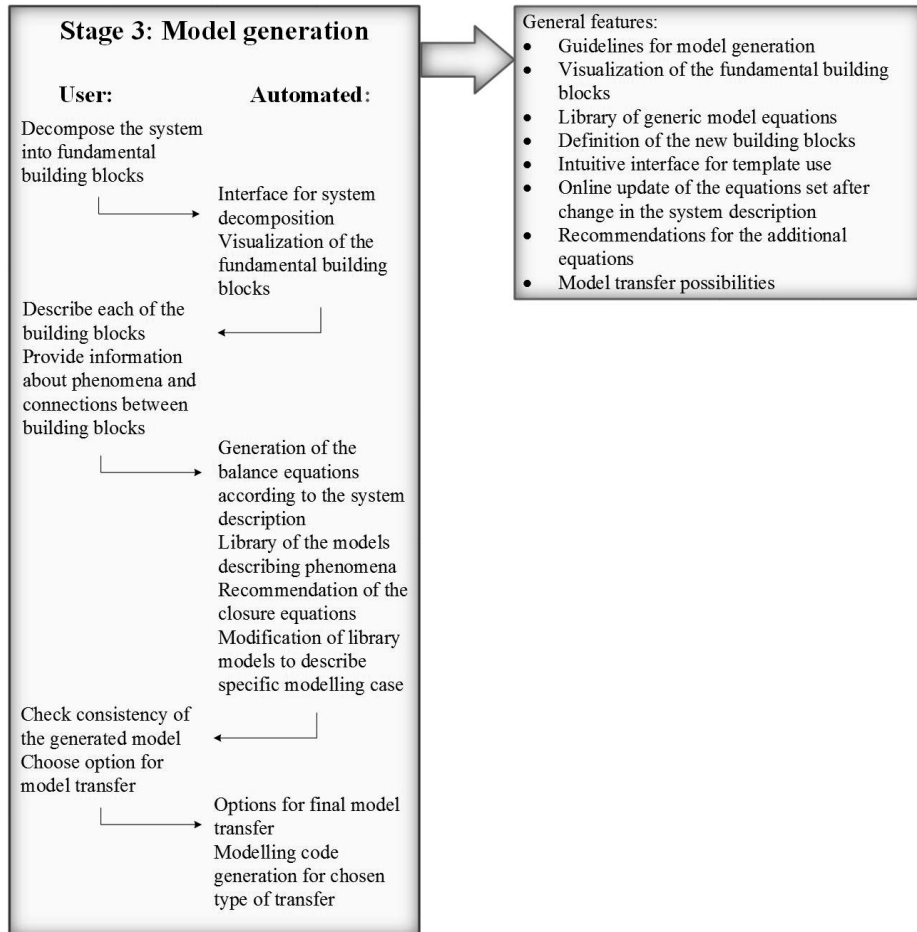 Stage 3: Model generation
User:
Automated:
Decompose the system
into fundamental
building blocks
Interface for system
decomposition
Visualization of the
fundamental building
blocks
Describe each of the
building blocks
Provide information
about phenomena and
connections between
building blocks
Generation of the
balance equations
according to the system
description
Library of the models
describing phenomena
Recommendation of the
closure equations
Modification of library
models to describe
specific modelling case
Check consistency of
the generated model
Choose option for
model transfer
Options for final model
transfer
Modelling code
generation for chosen
type of transfer
General features:
• Guidelines for model generation
• Visualization of the fundamental building
blocks
• Library of generic model equations
• Definition of the new building blocks
• Intuitive interface for template use
• Online update of the equations set after
change in the system description
• Recommendations for the additional
equations
• Model transfer possibilities